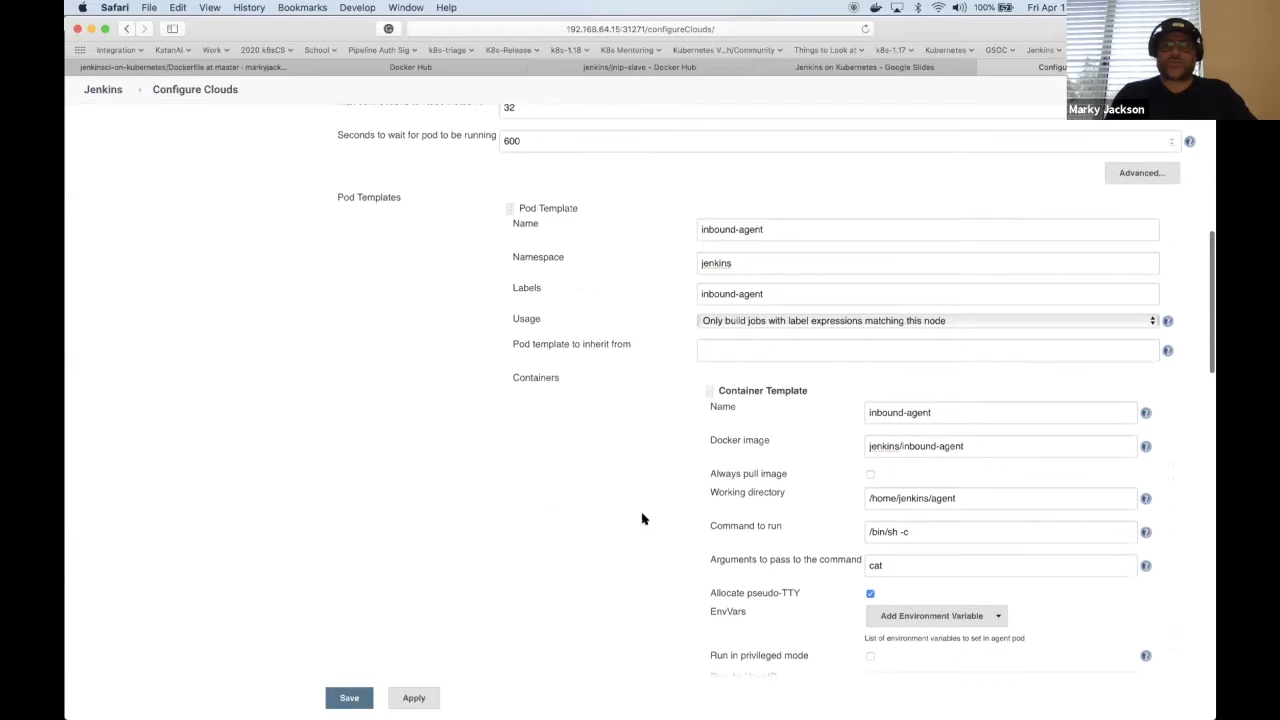 Safari File Edit View History Bookmarks Develop Window Help 100% Fri Apr 1
192.168.64.15:31271/configureClouds/
Integration KatanAI Work 2020 k8sCS School Pipeline Auth Sig k8s-triage K8s-Release k8s-1.18 K8s Mentoring Kubernetes V...h/Community Things to Look at k8s-1.17 Kubernetes GSOC Jenkins
jenkinsci-on-kubernetes/Dockerfile at master · markyjack... Docker Hub jenkins/jnlp-slave - Docker Hub Jenkins on Kubernetes - Google Slides Configu
Marky Jackson
Jenkins › Configure Clouds
32
Seconds to wait for pod to be running 600
Advanced...
Pod Templates
Pod Template
Name inbound-agent
Namespace jenkins
Labels inbound-agent
Usage Only build jobs with label expressions matching this node
Pod template to inherit from
Containers
Container Template
Name inbound-agent
Docker image jenkins/inbound-agent
Always pull image
Working directory /home/jenkins/agent
Command to run /bin/sh -c
Arguments to pass to the command cat
Allocate pseudo-TTY
EnvVars Add Environment Variable
List of environment variables to set in agent pod
Run in privileged mode
Save Apply